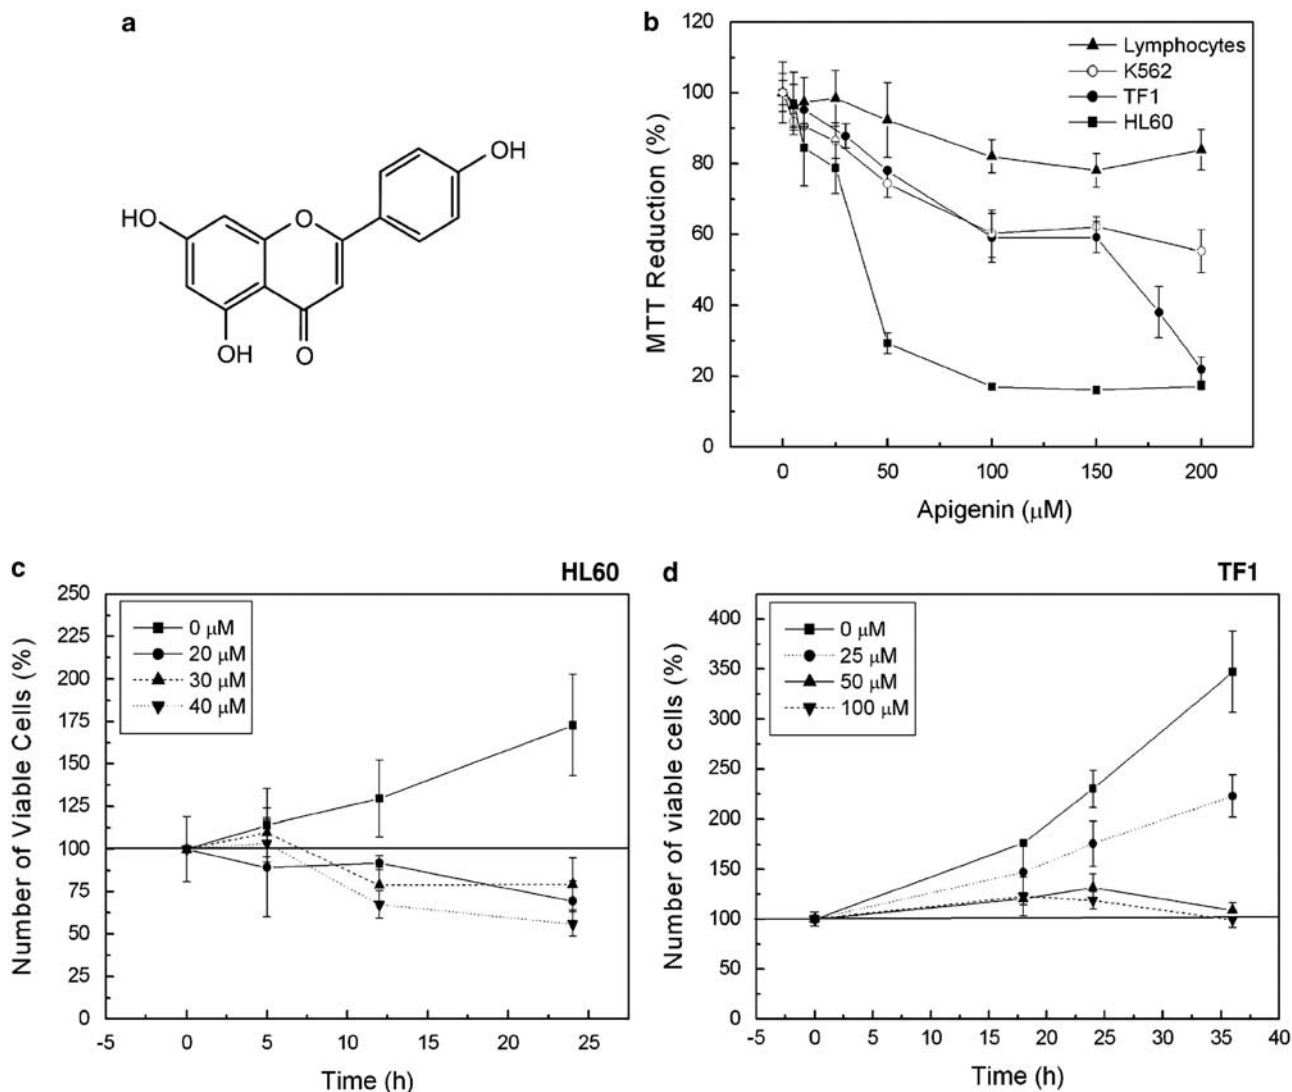 a
OH
HO
O
OH
O
b
120
100
80
60
40
20
0
MTT Reduction (%)
Lymphocytes
K562
TF1
HL60
0 50 100 150 200
Apigenin (μM)
c
HL60
250
225
200
175
150
125
100
75
50
25
0
Number of Viable Cells (%)
0 μM
20 μM
30 μM
40 μM
-5 0 5 10 15 20 25
Time (h)
d
TF1
400
350
300
250
200
150
100
50
0
Number of viable cells (%)
0 μM
25 μM
50 μM
100 μM
-5 0 5 10 15 20 25 30 35 40
Time (h)